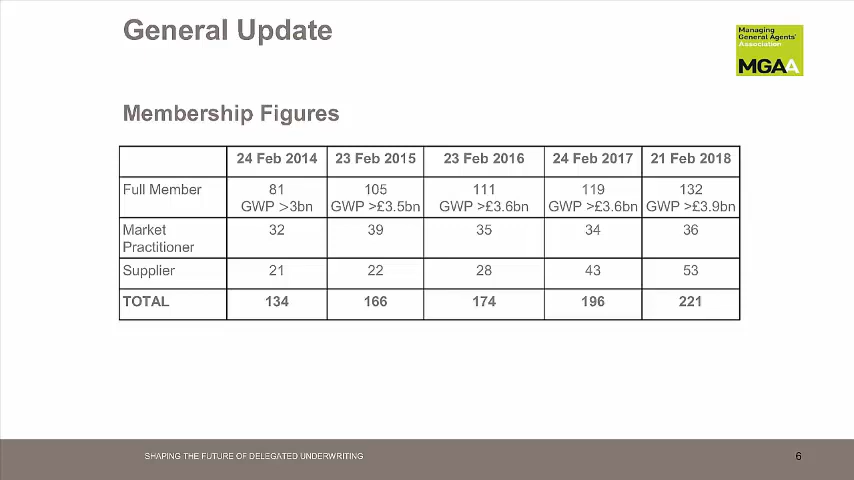 General Update
Managing
General Agents'
Association
MGAA
Membership Figures
24 Feb 2014 23 Feb 2015 23 Feb 2016 24 Feb 2017 21 Feb 2018
Full Member 81 105 111 119 132
GWP >3bn GWP >£3.5bn GWP >£3.6bn GWP >£3.6bn GWP >£3.9bn
Market 32 39 35 34 36
Practitioner
Supplier 21 22 28 43 53
TOTAL 134 166 174 196 221
SHAPING THE FUTURE OF DELEGATED UNDERWRITING 6